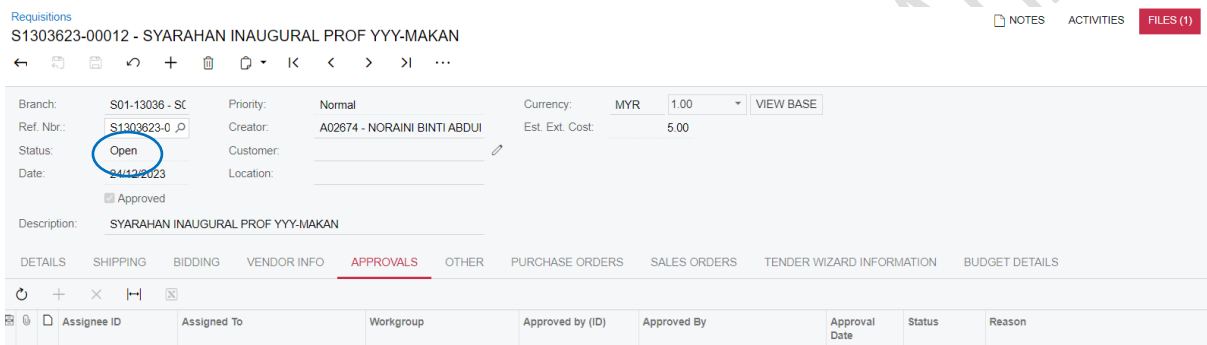 Requisitions
NOTES ACTIVITIES FILES (1)
S1303623-00012 - SYARAHAN INAUGURAL PROF YYY-MAKAN
Branch: S01-13036 - SC Priority: Normal Currency: MYR 1.00 VIEW BASE
Ref. Nbr.: S1303623-0 Creator: A02674 - NORAINI BINTI ABDUI Est. Ext. Cost: 5.00
Status: Open Customer:
Date: 24/12/2023 Location:
Approved
Description: SYARAHAN INAUGURAL PROF YYY-MAKAN
DETAILS SHIPPING BIDDING VENDOR INFO APPROVALS OTHER PURCHASE ORDERS SALES ORDERS TENDER WIZARD INFORMATION BUDGET DETAILS
Assignee ID Assigned To Workgroup Approved by (ID) Approved By Approval Date Status Reason